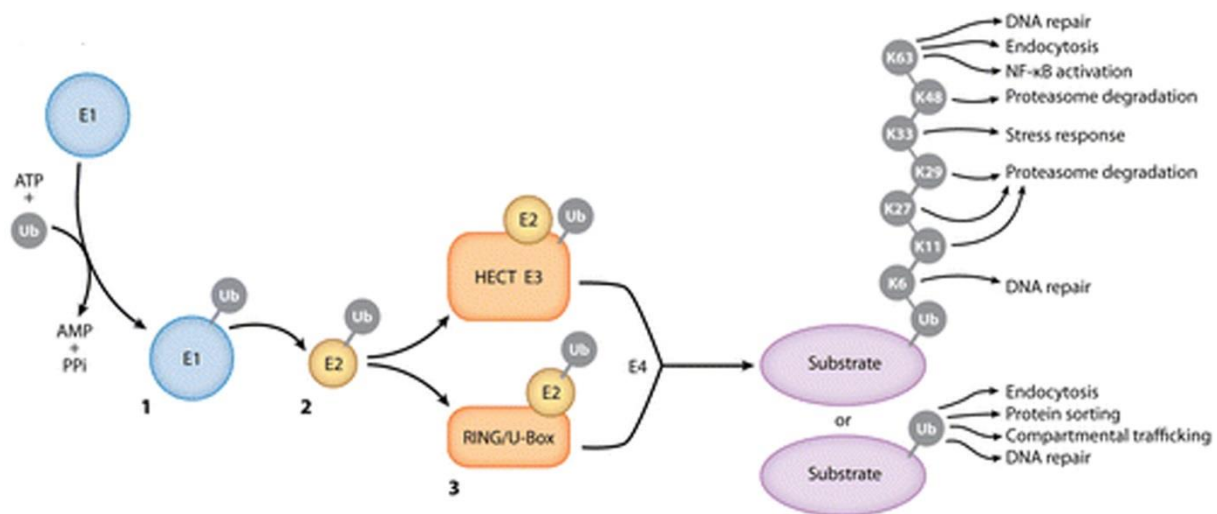 E1
ATP
+
Ub
AMP
+
PPi
Ub
E1
1
Ub
E2
2
E2
Ub
HECT E3
Ub
E2
RING/U-Box
3
E4
K63
K48
K33
K29
K27
K11
K6
Ub
Substrate
DNA repair
Endocytosis
NF-κB activation
Proteasome degradation
Stress response
Proteasome degradation
DNA repair
or
Ub
Substrate
Endocytosis
Protein sorting
Compartmental trafficking
DNA repair